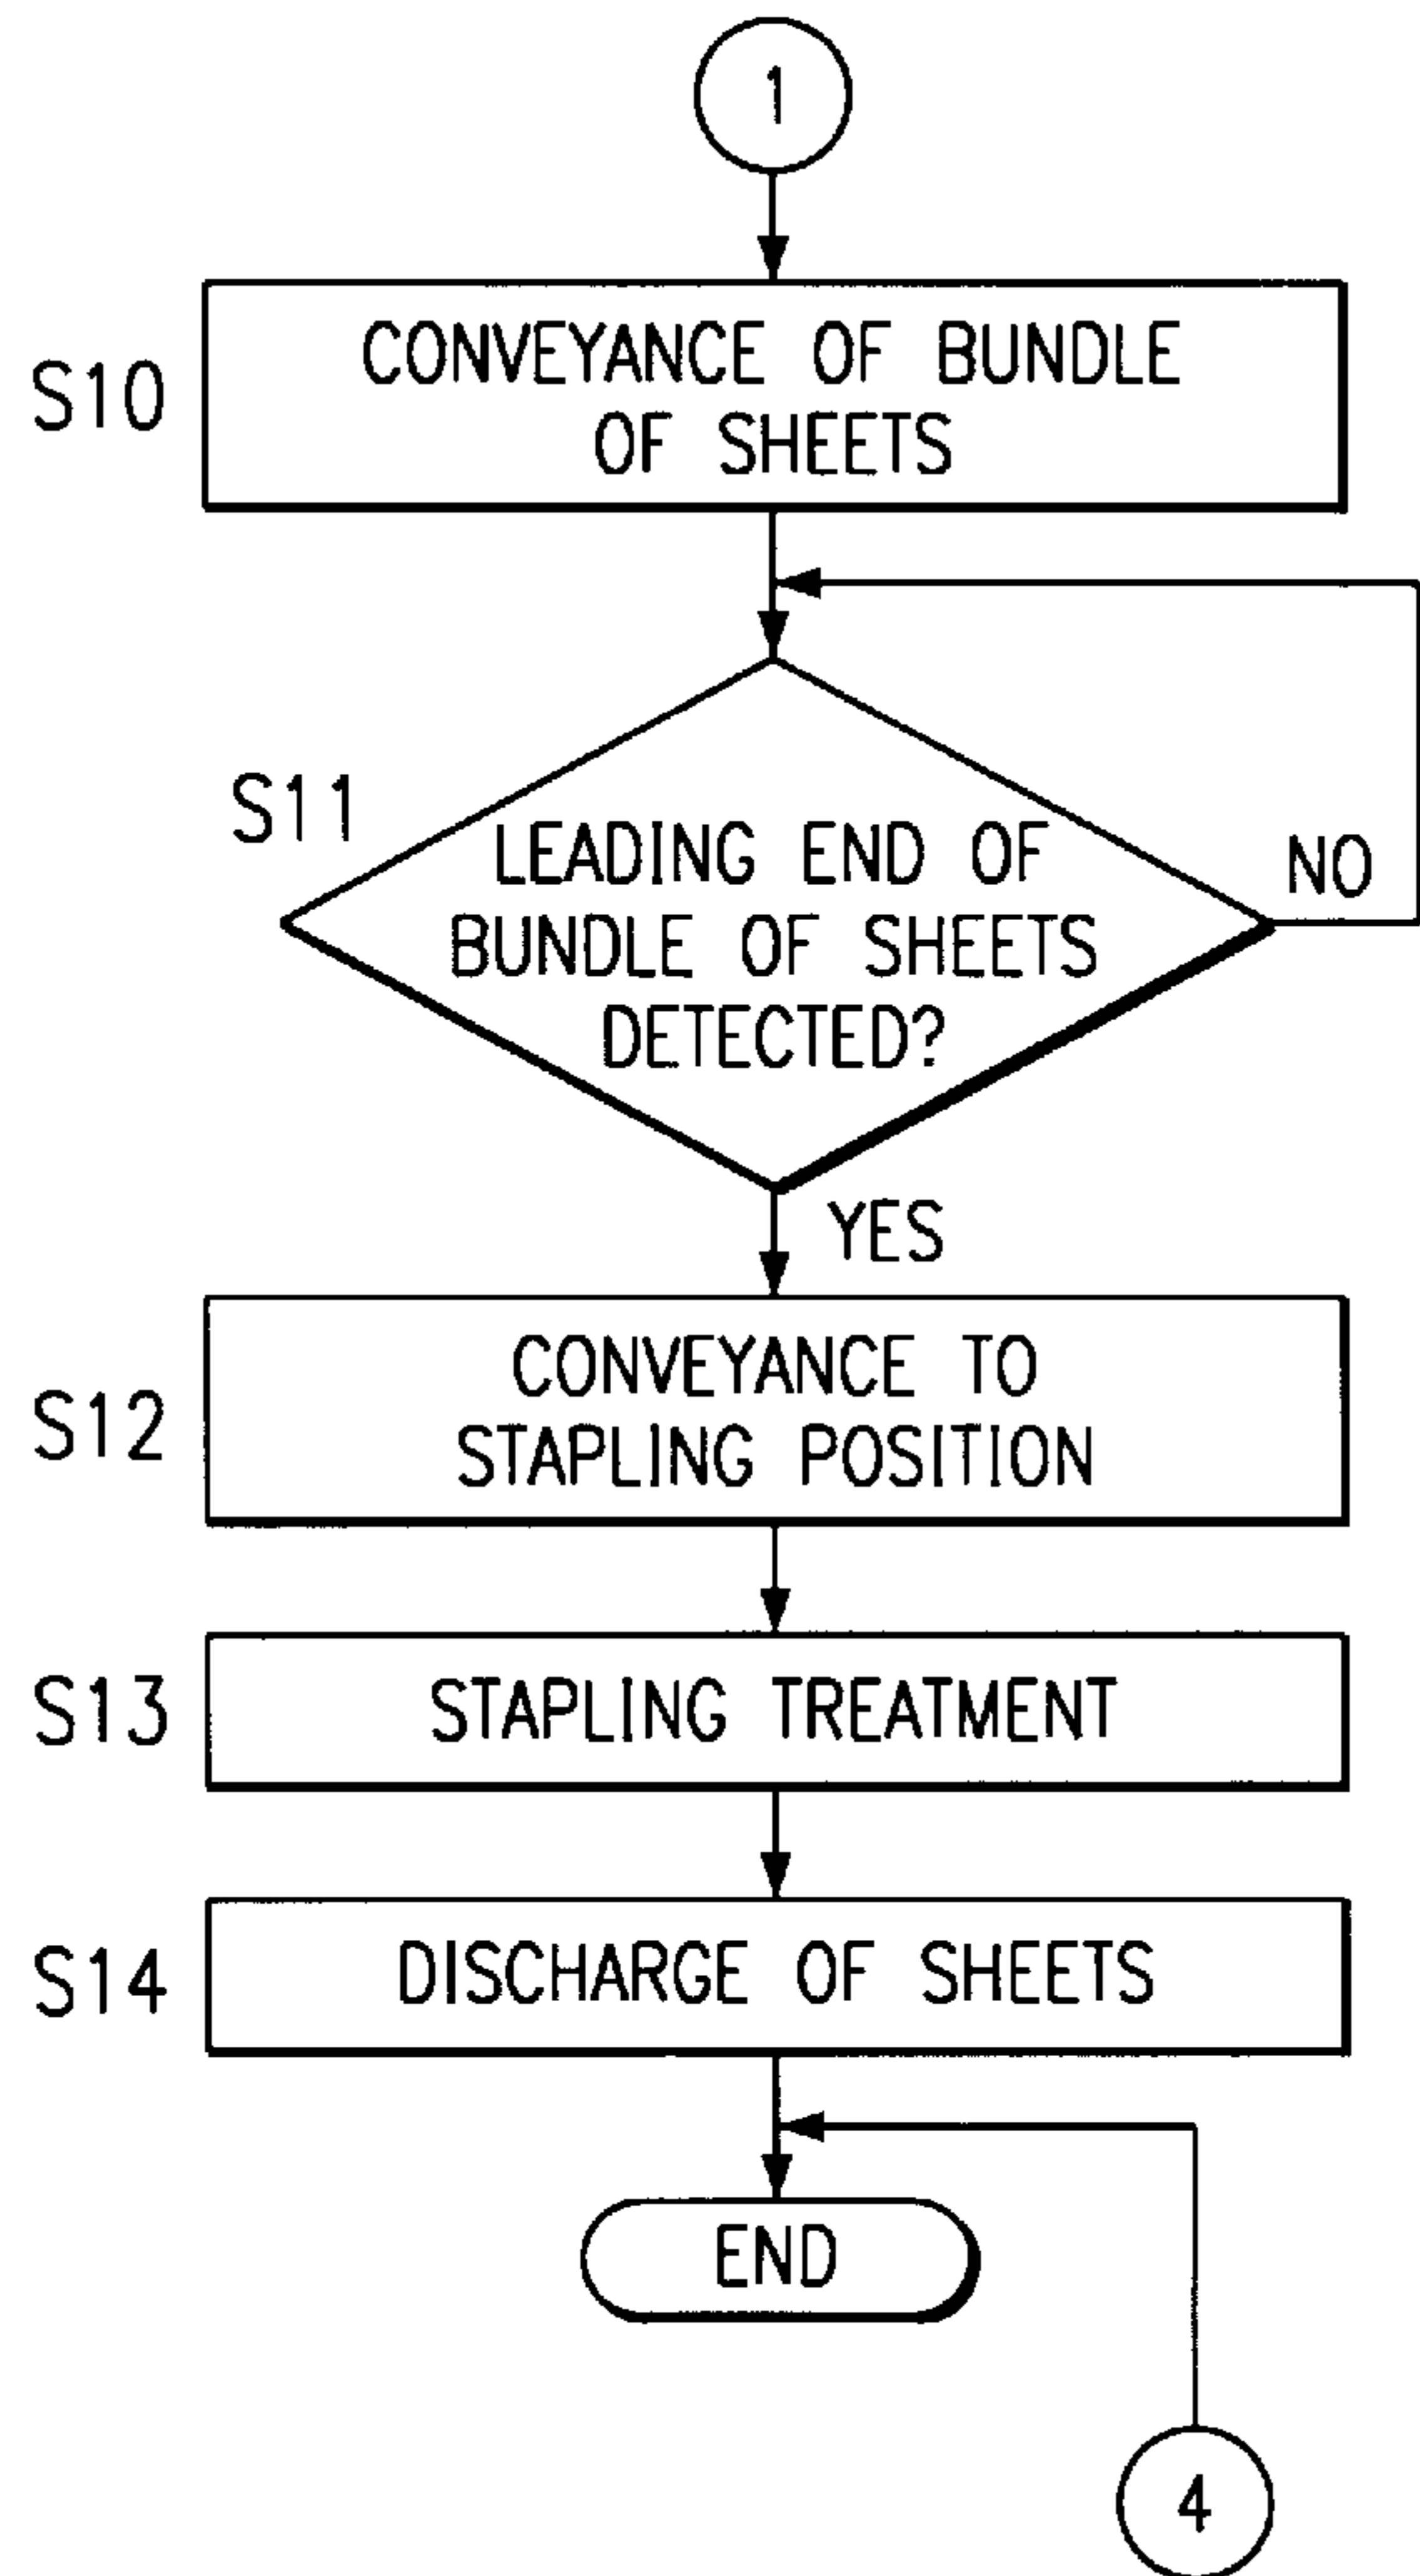 1
S10
CONVEYANCE OF BUNDLE
OF SHEETS
S11
LEADING END OF
BUNDLE OF SHEETS
DETECTED?
NO
YES
S12
CONVEYANCE TO
STAPLING POSITION
S13
STAPLING TREATMENT
S14
DISCHARGE OF SHEETS
END
4